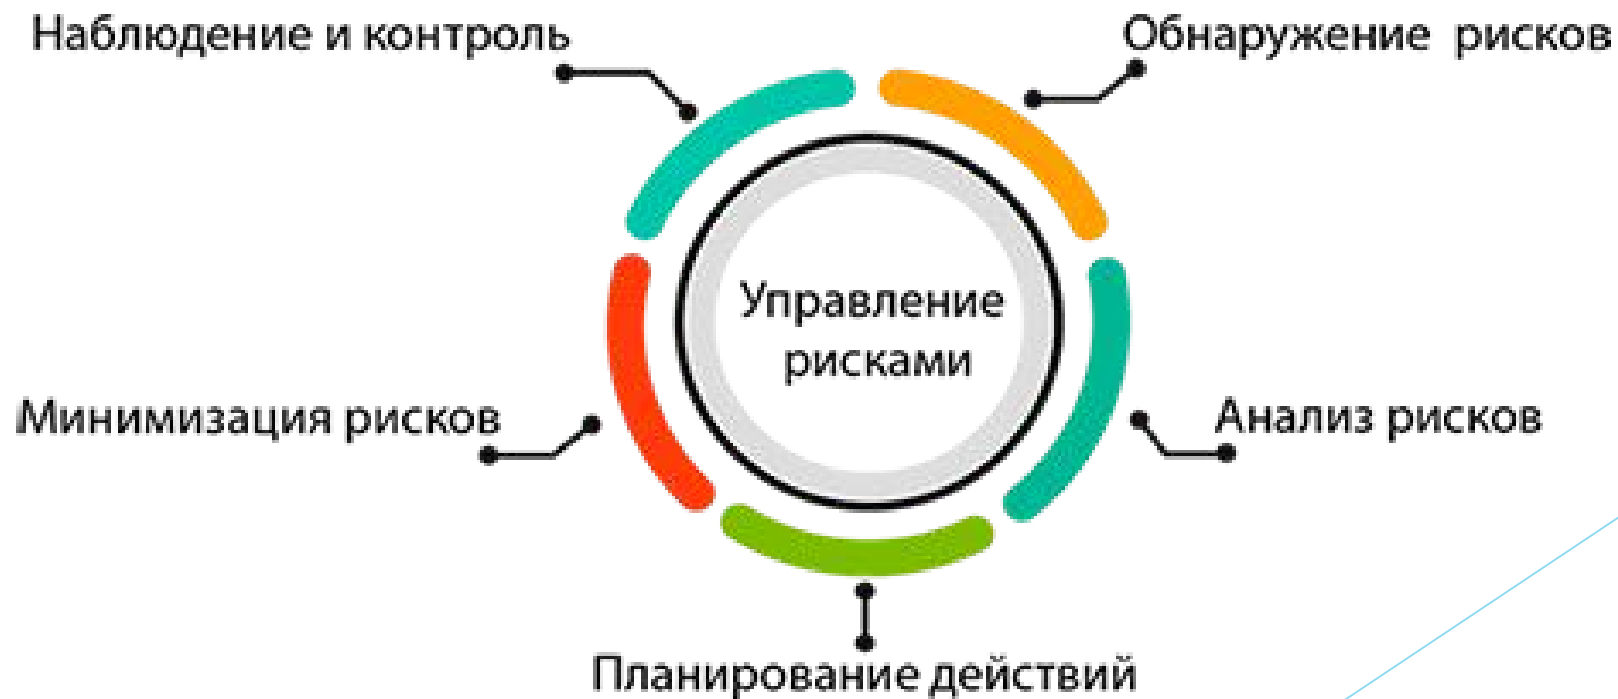 Наблюдение и контроль
Обнаружение рисков
Управление
рисками
Минимизация рисков
Анализ рисков
Планирование действий